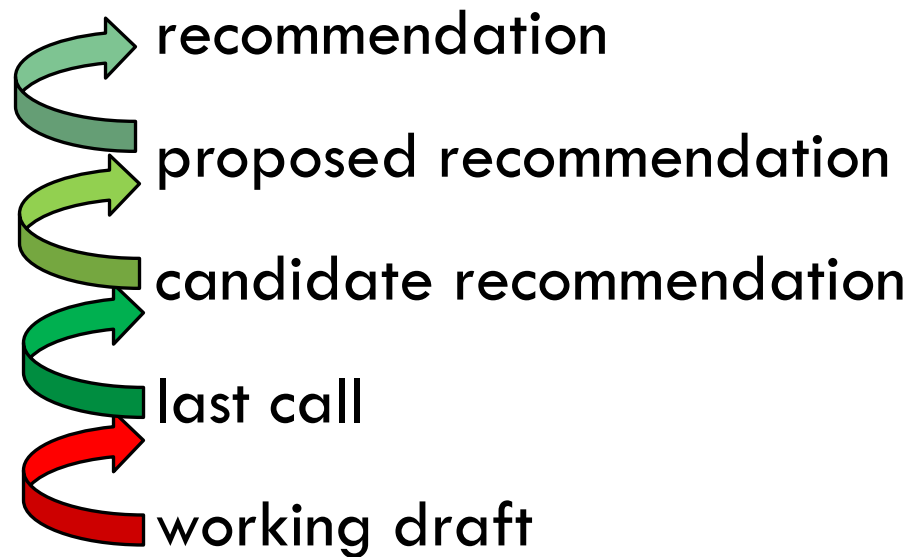 recommendation
proposed recommendation
candidate recommendation
last call
working draft